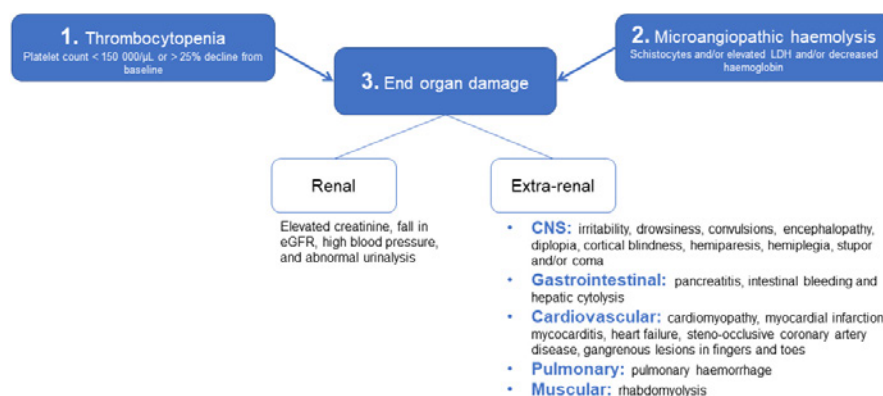 1. Thrombocytopenia
Platelet count < 150 000/µL or > 25% decline from
baseline
2. Microangiopathic haemolysis
Schistocytes and/or elevated LDH and/or decreased
haemoglobin
3. End organ damage
Renal
Elevated creatinine, fall in
eGFR, high blood pressure,
and abnormal urinalysis
Extra-renal
• CNS: irritability, drowsiness, convulsions, encephalopathy,
diplopia, cortical blindness, hemiparesis, hemiplegia, stupor
and/or coma
• Gastrointestinal: pancreatitis, intestinal bleeding and
hepatic cytolysis
• Cardiovascular: cardiomyopathy, myocardial infarction
mycocarditis, heart failure, steno-occlusive coronary artery
disease, gangrenous lesions in fingers and toes
• Pulmonary: pulmonary haemorrhage
• Muscular: rhabdomyolysis